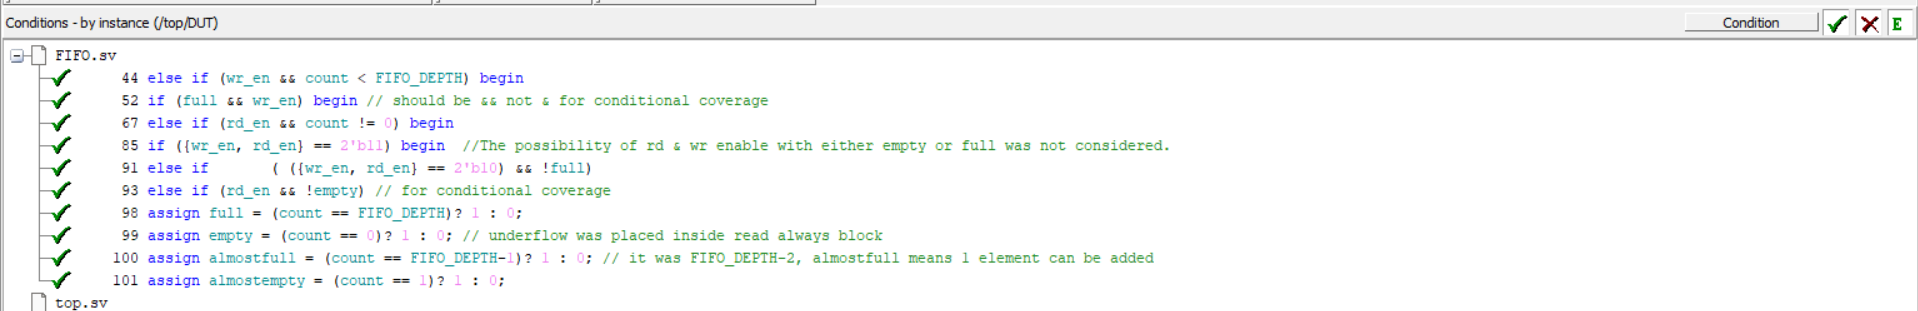 Conditions - by instance (/top/DUT)
Condition
E
FIFO.sv
44 else if (wr_en && count < FIFO_DEPTH) begin
52 if (full && wr_en) begin // should be && not & for conditional coverage
67 else if (rd_en && count != 0) begin
85 if ({wr_en, rd_en} == 2'b11) begin  //The possibility of rd & wr enable with either empty or full was not considered.
91 else if       ( ({wr_en, rd_en} == 2'b10) && !full)
93 else if (rd_en && !empty) // for conditional coverage
98 assign full = (count == FIFO_DEPTH)? 1 : 0;
99 assign empty = (count == 0)? 1 : 0; // underflow was placed inside read always block
100 assign almostfull = (count == FIFO_DEPTH-1)? 1 : 0; // it was FIFO_DEPTH-2, almostfull means 1 element can be added
101 assign almostempty = (count == 1)? 1 : 0;
top.sv